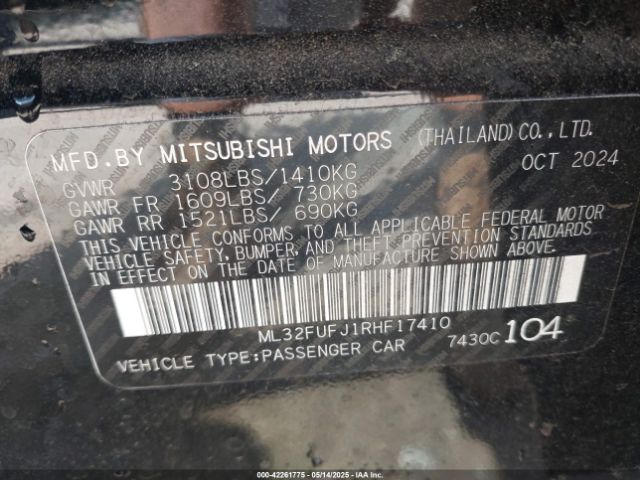 MFD.BY MITSUBISHI MOTORS (THAILAND)CO.,LTD.
OCT 2024
GVWR 3108LBS/1410KG
GAWR FR 1609LBS/ 730KG
GAWR RR 1521LBS/ 690KG
THIS VEHICLE CONFORMS TO ALL APPLICABLE FEDERAL MOTOR
VEHICLE SAFETY, BUMPER, AND THEFT PREVENTION STANDARDS
IN EFFECT ON THE DATE OF MANUFACTURE SHOWN ABOVE.
ML32FUFJ1RHF17410
VEHICLE TYPE:PASSENGER CAR 7430C 104
000-42261775 - 05/14/2025 - IAAI.COM